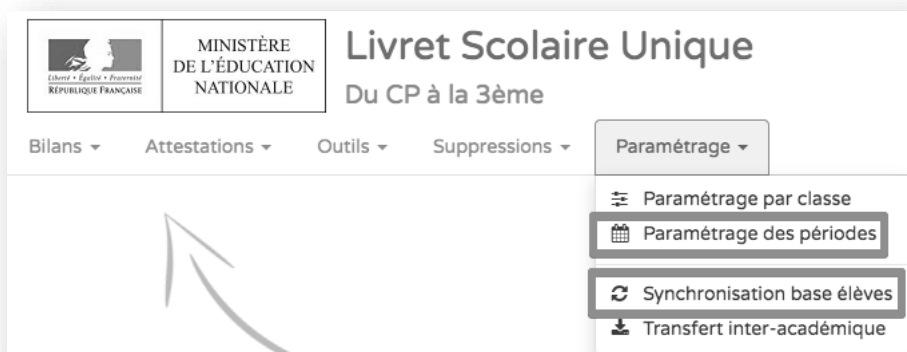 MINISTÈRE
DE L'ÉDUCATION
NATIONALE
Liberté • Égalité • Fraternité
RÉPUBLIQUE FRANÇAISE
Livret Scolaire Unique
Du CP à la 3ème
Bilans Attestations Outils Suppressions Paramétrage
Paramétrage par classe
Paramétrage des périodes
Synchronisation base élèves
Transfert inter-académique